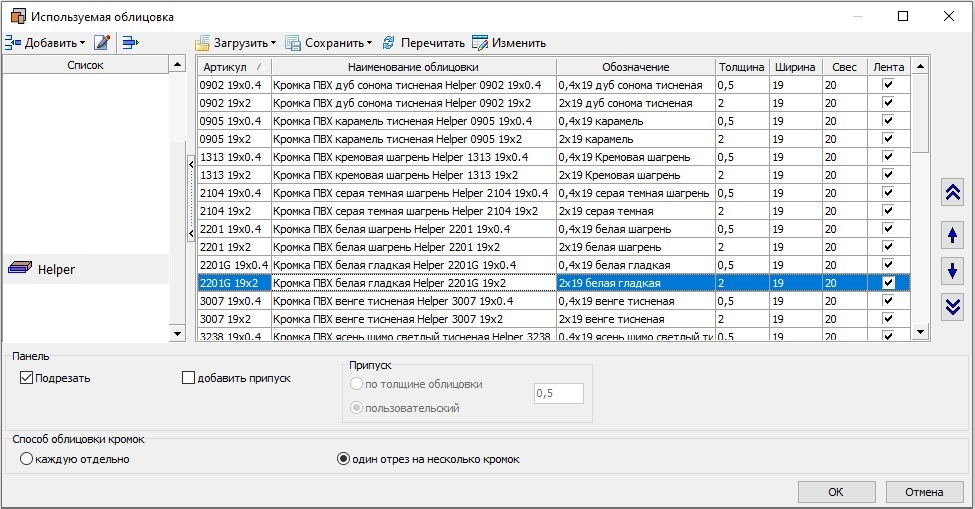 Используемая облицовка
Добавить Загрузить Сохранить Перечитать Изменить
Список
Helper
Артикул Наименование облицовки Обозначение Толщина Ширина Свес Лента
0902 19x0.4 Кромка ПВХ дуб сонома тисненая Helper 0902 19x0.4 0,4x19 дуб сонома тисненая 0,5 19 20
0902 19x2 Кромка ПВХ дуб сонома тисненая Helper 0902 19x2 2x19 дуб сонома тисненая 2 19 20
0905 19x0.4 Кромка ПВХ карамель тисненая Helper 0905 19x0.4 0,4x19 карамель 0,5 19 20
0905 19x2 Кромка ПВХ карамель тисненая Helper 0905 19x2 2x19 карамель 2 19 20
1313 19x0.4 Кромка ПВХ кремовая шагрень Helper 1313 19x0.4 0,4x19 Кремовая шагрень 0,5 19 20
1313 19x2 Кромка ПВХ кремовая шагрень Helper 1313 19x2 2x19 Кремовая шагрень 2 19 20
2104 19x0.4 Кромка ПВХ серая темная шагрень Helper 2104 19x0.4 0,4x19 серая темная шагрень 0,5 19 20
2104 19x2 Кромка ПВХ серая темная шагрень Helper 2104 19x2 2x19 серая темная 2 19 20
2201 19x0.4 Кромка ПВХ белая шагрень Helper 2201 19x0.4 0,4x19 белая шагрень 0,5 19 20
2201 19x2 Кромка ПВХ белая шагрень Helper 2201 19x2 2x19 белая шагрень 2 19 20
2201G 19x0.4 Кромка ПВХ белая гладкая Helper 2201G 19x0.4 0,4x19 белая гладкая 0,5 19 20
2201G 19x2 Кромка ПВХ белая гладкая Helper 2201G 19x2 2x19 белая гладкая 2 19 20
3007 19x0.4 Кромка ПВХ венге тисненая Helper 3007 19x0.4 0,4x19 венге тисненая 0,5 19 20
3007 19x2 Кромка ПВХ венге тисненая Helper 3007 19x2 2x19 венге тисненая 2 19 20
3238 19x0.4 Кромка ПВХ ясень шимо светлый тисненая Helper 3238 0,4x19 ясень шимо светлый тис 0,5 19 20
Панель
Подрезать добавить припуск
Припуск
по толщине облицовки
пользовательский
0,5
Способ облицовки кромок
каждую отдельно один отрез на несколько кромок
OK Отмена